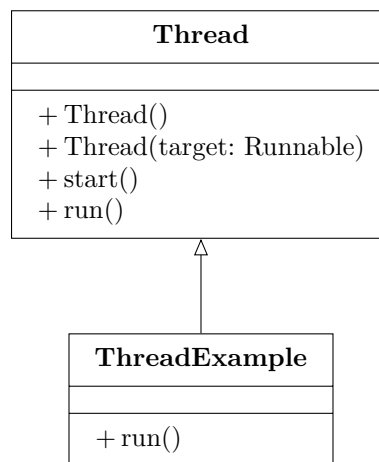 Thread
+ Thread()
+ Thread(target: Runnable)
+ start()
+ run()
ThreadExample
+ run()